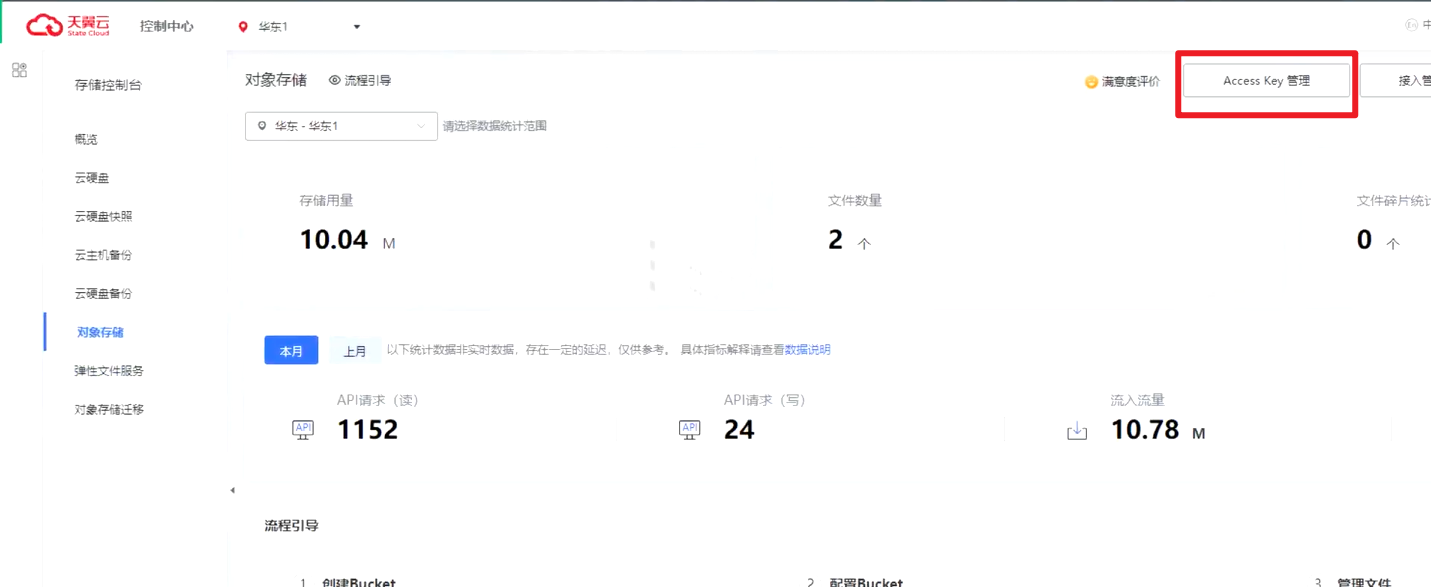 天翼云 控制中心 华东1 中
State Cloud
存储控制台
概览
云硬盘
云硬盘快照
云主机备份
云硬盘备份
对象存储
弹性文件服务
对象存储迁移
对象存储 流程引导 满意度评价 Access Key 管理 接入管
华东 - 华东1 请选择数据统计范围
存储用量 文件数量 文件碎片统计
10.04 M 2 个 0 个
本月 上月 以下统计数据非实时数据，存在一定的延迟，仅供参考。 具体指标解释请查看数据说明
API请求（读） API请求（写） 流入流量
API 1152 API 24 10.78 M
流程引导
1 创建Bucket 2 配置Bucket 3 管理文件